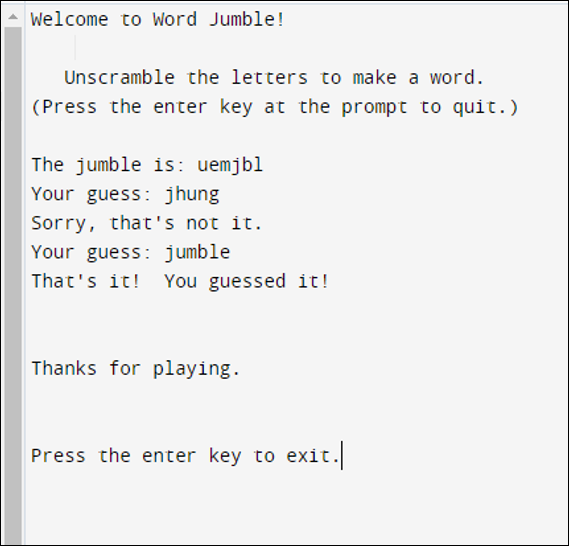 Welcome to Word Jumble!
Unscramble the letters to make a word.
(Press the enter key at the prompt to quit.)
The jumble is: uemjbl
Your guess: jhung
Sorry, that's not it.
Your guess: jumble
That's it!  You guessed it!
Thanks for playing.
Press the enter key to exit.